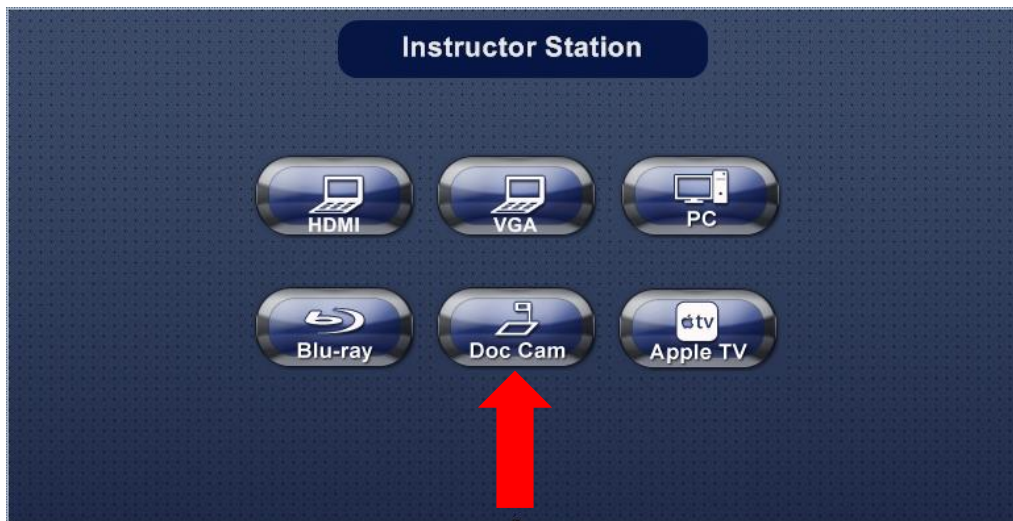 Instructor Station
HDMI
VGA
PC
Blu-ray
Doc Cam
tv
Apple TV